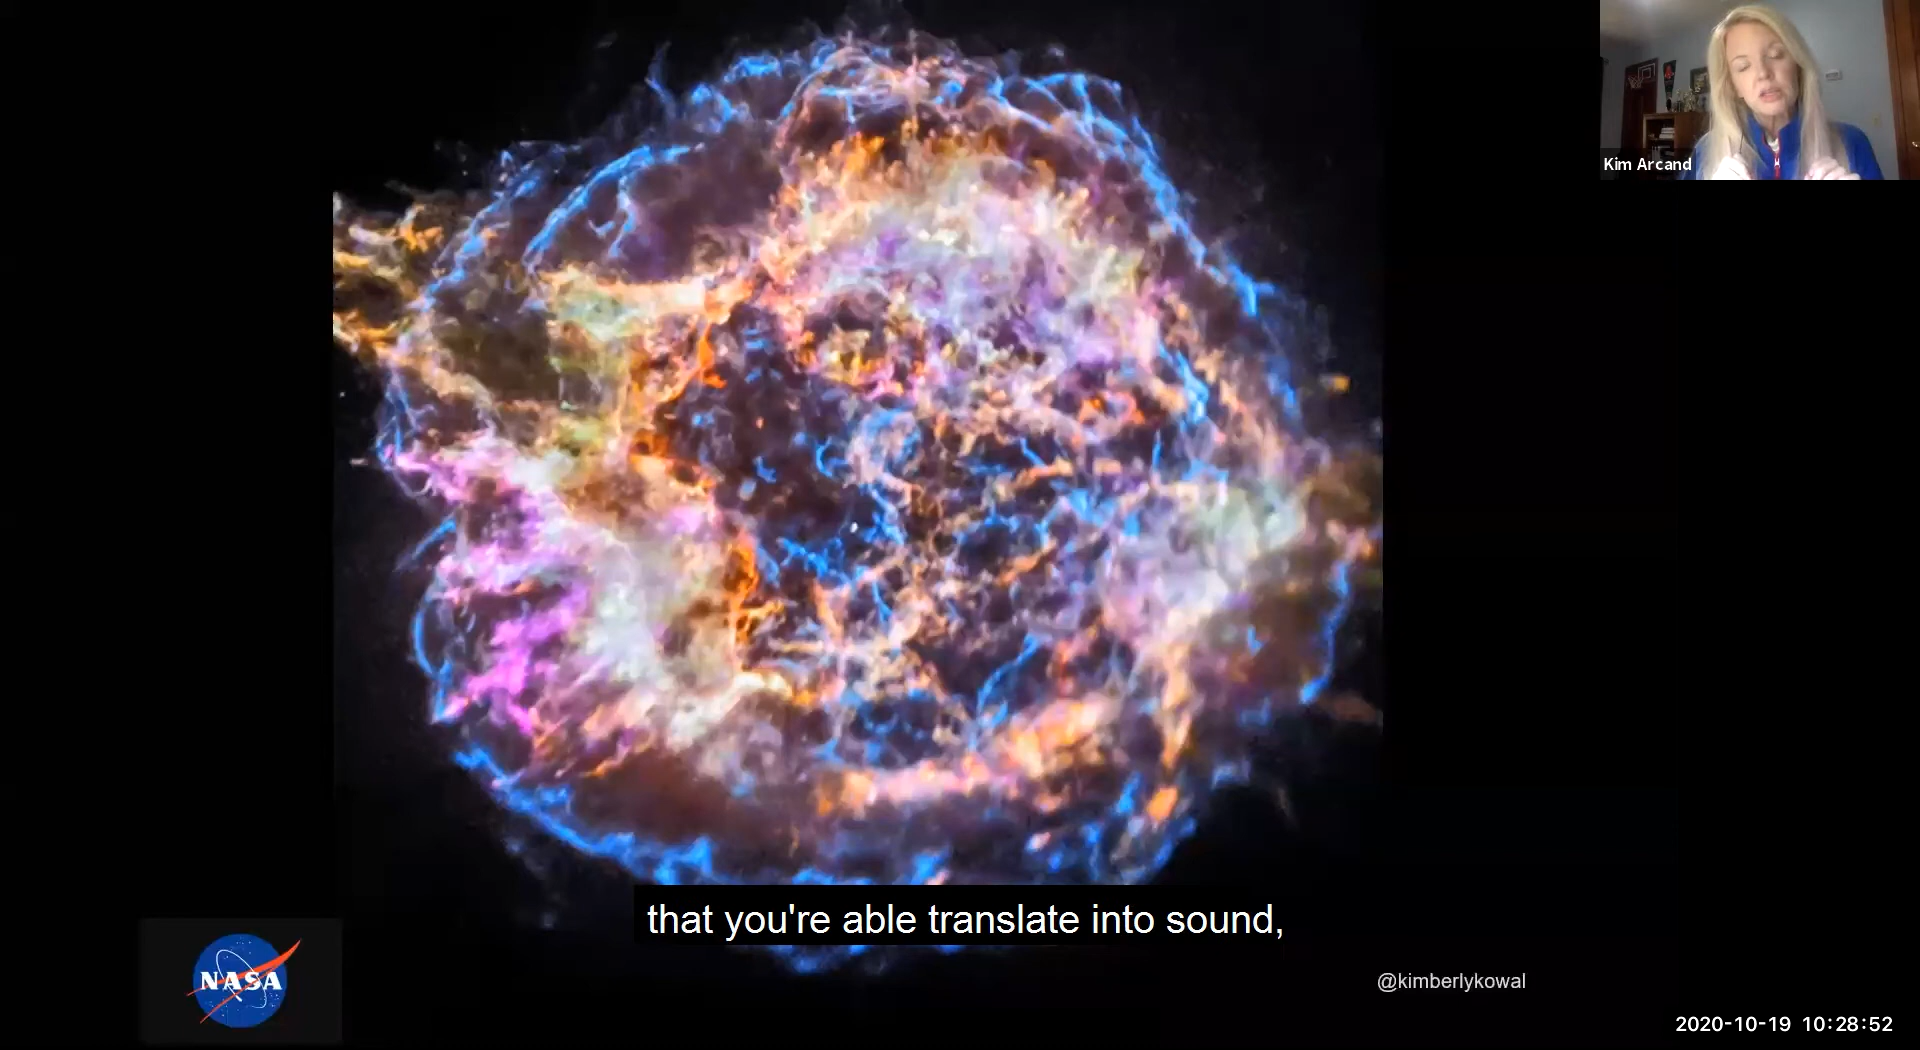 Kim Arcand
that you're able translate into sound,
NASA
@kimberlykowal
2020-10-19 10:28:52